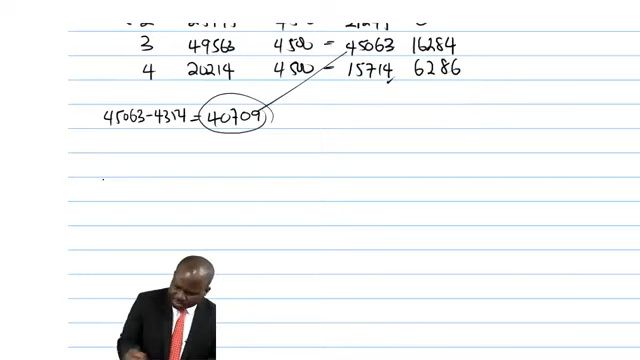 3 49563 4500 = 45063 16284
4 20214 4500 = 15714 6286
45063-4354 = 40709